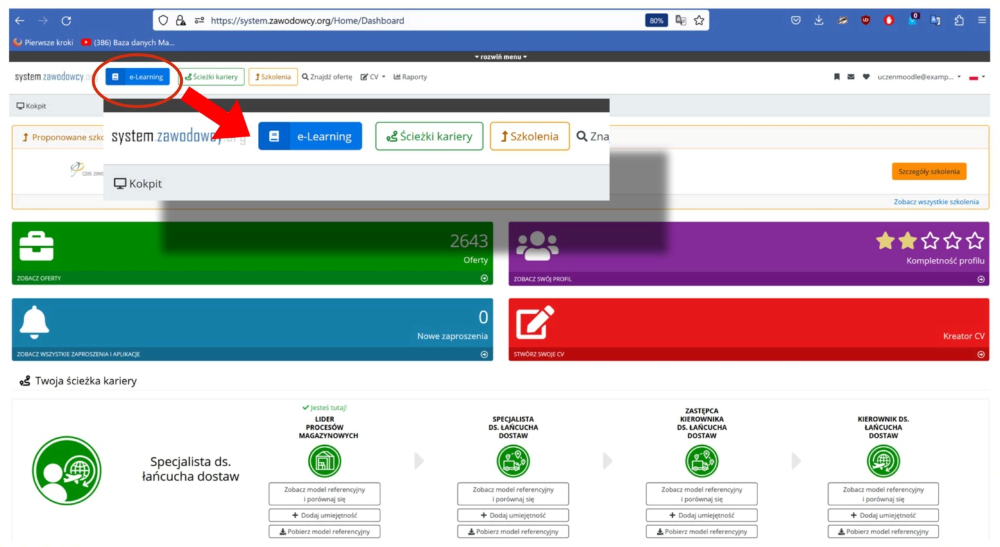 https://system.zawodowcy.org/Home/Dashboard
80%
0
Pierwsze kroki
(386) Baza danych Ma...
rozwiń menu
system.zawodowcy.org e-Learning Ścieżki kariery Szkolenia Znajdź ofertę CV Raporty uczenmoodle@examp...
Kokpit
system.zawodowcy.org e-Learning Ścieżki kariery Szkolenia Zna
Kokpit
Proponowane szko
Szczegóły szkolenia
Zobacz wszystkie szkolenia
2643
Oferty
ZOBACZ OFERTY
Kompletność profilu
ZOBACZ SWÓJ PROFIL
0
Nowe zaproszenia
ZOBACZ WSZYSTKIE ZAPROSZENIA I APLIKACJE
Kreator CV
STWÓRZ SWOJE CV
Twoja ścieżka kariery
Specjalista ds.
łańcucha dostaw
Jesteś tutaj!
LIDER
PROCESÓW
MAGAZYNOWYCH
Zobacz model referencyjny
i porównaj się
Dodaj umiejętność
Pobierz model referencyjny
SPECJALISTA
DS. ŁAŃCUCHA
DOSTAW
Zobacz model referencyjny
i porównaj się
Dodaj umiejętność
Pobierz model referencyjny
ZASTĘPCA
KIEROWNIKA
DS. ŁAŃCUCHA
DOSTAW
Zobacz model referencyjny
i porównaj się
Dodaj umiejętność
Pobierz model referencyjny
KIEROWNIK DS.
ŁAŃCUCHA
DOSTAW
Zobacz model referencyjny
i porównaj się
Dodaj umiejętność
Pobierz model referencyjny